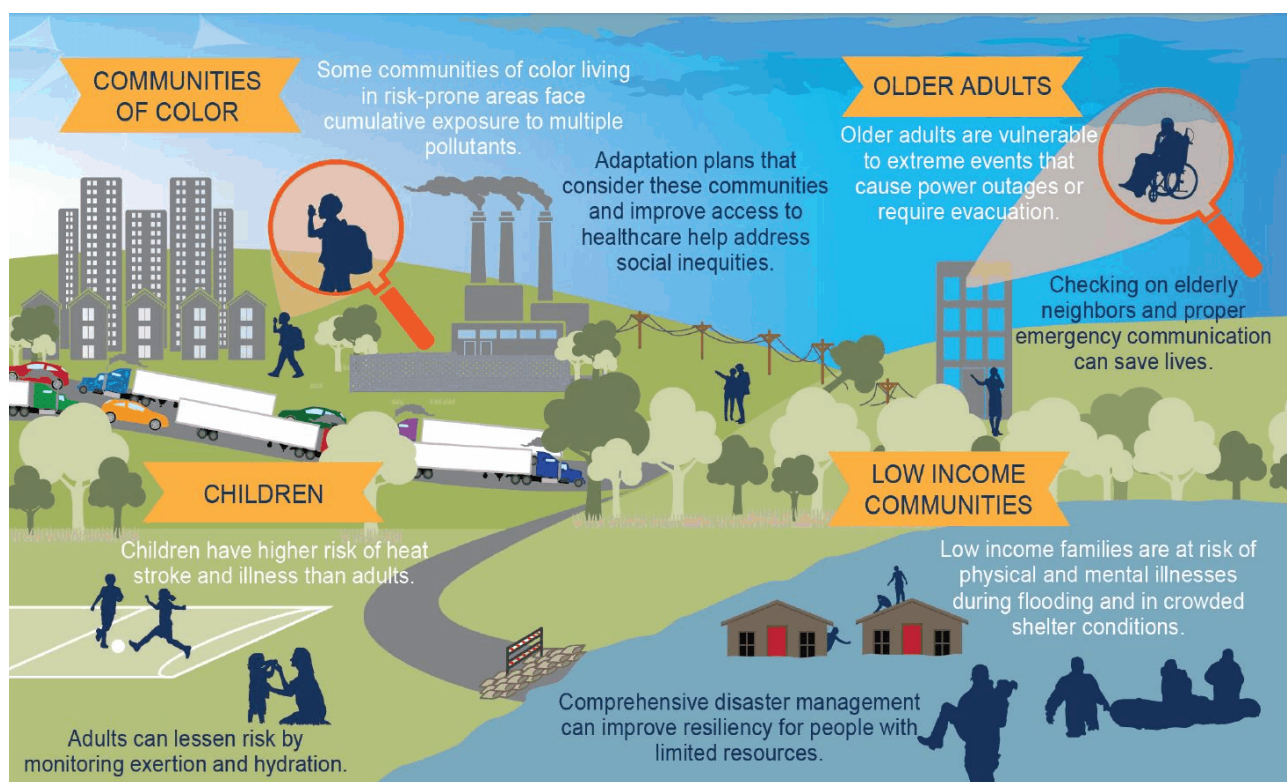 COMMUNITIES
OF COLOR
Some communities of color living
in risk-prone areas face
cumulative exposure to multiple
pollutants.
Adaptation plans that
consider these communities
and improve access to
healthcare help address
social inequities.
OLDER ADULTS
Older adults are vulnerable
to extreme events that
cause power outages or
require evacuation.
Checking on elderly
neighbors and proper
emergency communication
can save lives.
CHILDREN
Children have higher risk of heat
stroke and illness than adults.
Adults can lessen risk by
monitoring exertion and hydration.
LOW INCOME
COMMUNITIES
Low income families are at risk of
physical and mental illnesses
during flooding and in crowded
shelter conditions.
Comprehensive disaster management
can improve resiliency for people with
limited resources.